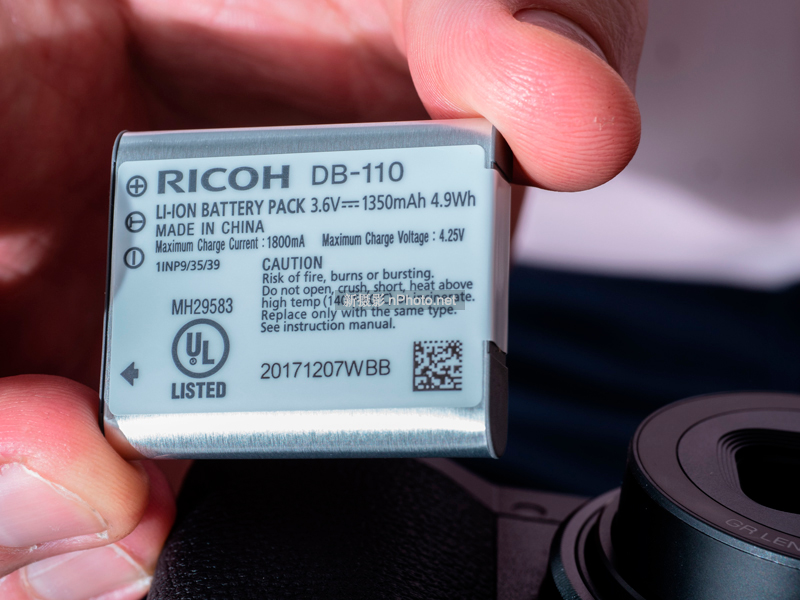 RICOH DB-110
LI-ION BATTERY PACK 3.6V⎓1350mAh 4.9Wh
MADE IN CHINA
Maximum Charge Current : 1800mA Maximum Charge Voltage : 4.25V
1INP9/35/39
CAUTION
Risk of fire, burns or bursting.
Do not open, crush, short, heat above
high temp (140
新摄影 nPhoto.net
Replace only with the same type.
See instruction manual.
MH29583
UL
LISTED
20171207WBB
GR LEN